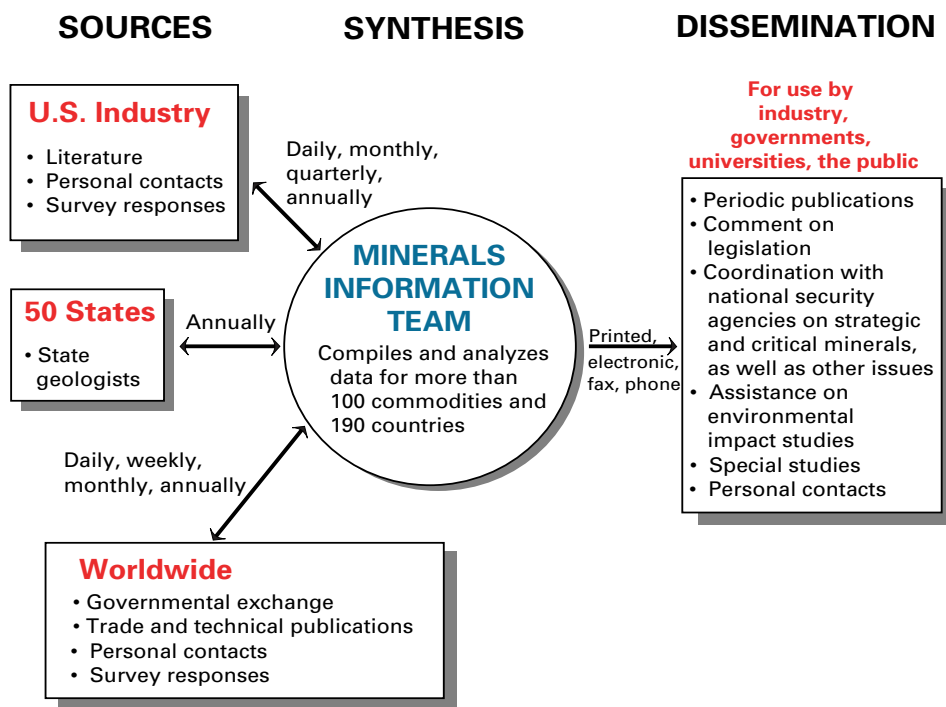 SOURCES
SYNTHESIS
DISSEMINATION
U.S. Industry
• Literature
• Personal contacts
• Survey responses
Daily, monthly,
quarterly,
annually
50 States
• State
geologists
Annually
MINERALS
INFORMATION
TEAM
Compiles and analyzes
data for more than
100 commodities and
190 countries
Daily, weekly,
monthly, annually
Worldwide
• Governmental exchange
• Trade and technical publications
• Personal contacts
• Survey responses
Printed,
electronic,
fax, phone
For use by
industry,
governments,
universities, the public
• Periodic publications
• Comment on
legislation
• Coordination with
national security
agencies on strategic
and critical minerals,
as well as other issues
• Assistance on
environmental
impact studies
• Special studies
• Personal contacts